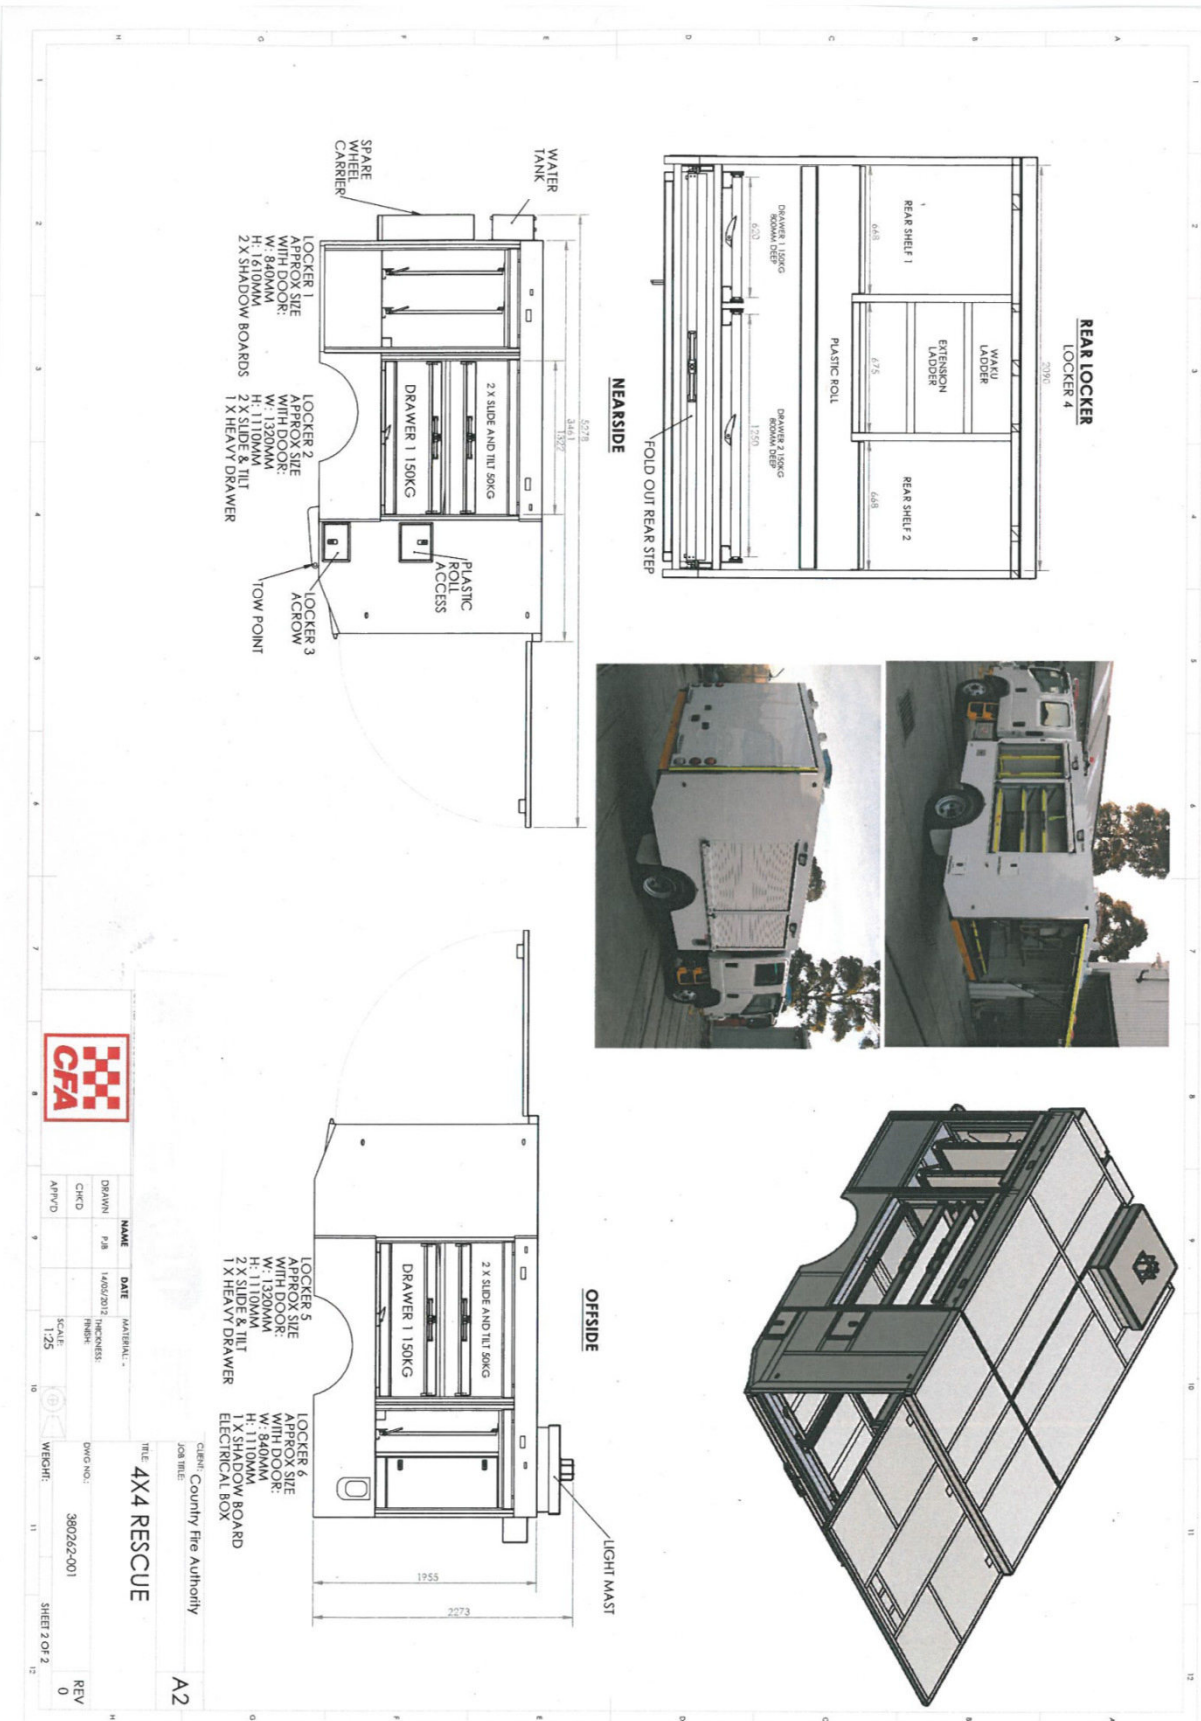 REAR LOCKER
LOCKER 4
2090
REAR SHELF 1
WAKU
LADDER
EXTENSION
LADDER
REAR SHELF 2
668
675
668
PLASTIC ROLL
DRAWER 1 150KG
800MM DEEP
DRAWER 2 150KG
800MM DEEP
620
1250
FOLD OUT REAR STEP
NEARSIDE
5278
3461
1322
WATER
TANK
SPARE
WHEEL
CARRIER
2 X SLIDE AND TILT 50KG
DRAWER 1 150KG
PLASTIC
ROLL
ACCESS
LOCKER 3
ACROW
TOW POINT
LOCKER 1
APPROX SIZE
WITH DOOR:
W: 840MM
H: 1610MM
2 X SHADOW BOARDS
LOCKER 2
APPROX SIZE
WITH DOOR:
W: 1320MM
H: 1110MM
2 X SLIDE & TILT
1 X HEAVY DRAWER
OFFSIDE
LIGHT MAST
2 X SLIDE AND TILT 50KG
DRAWER 1 150KG
1955
2273
LOCKER 5
APPROX SIZE
WITH DOOR:
W: 1320MM
H: 1110MM
2 X SLIDE & TILT
1 X HEAVY DRAWER
LOCKER 6
APPROX SIZE
WITH DOOR:
W: 840MM
H: 1110MM
1 X SHADOW BOARD
ELECTRICAL BOX
CFA
NAME
DATE
DRAWN
PJB
14/05/2012
CHK'D
APPV'D
MATERIAL: -
THICKNESS:
FINISH:
SCALE:
1:25
CLIENT: Country Fire Authority
JOB TITLE:
A2
TITLE:
4X4 RESCUE
DWG NO.:
380262-001
REV
0
WEIGHT:
SHEET 2 OF 2